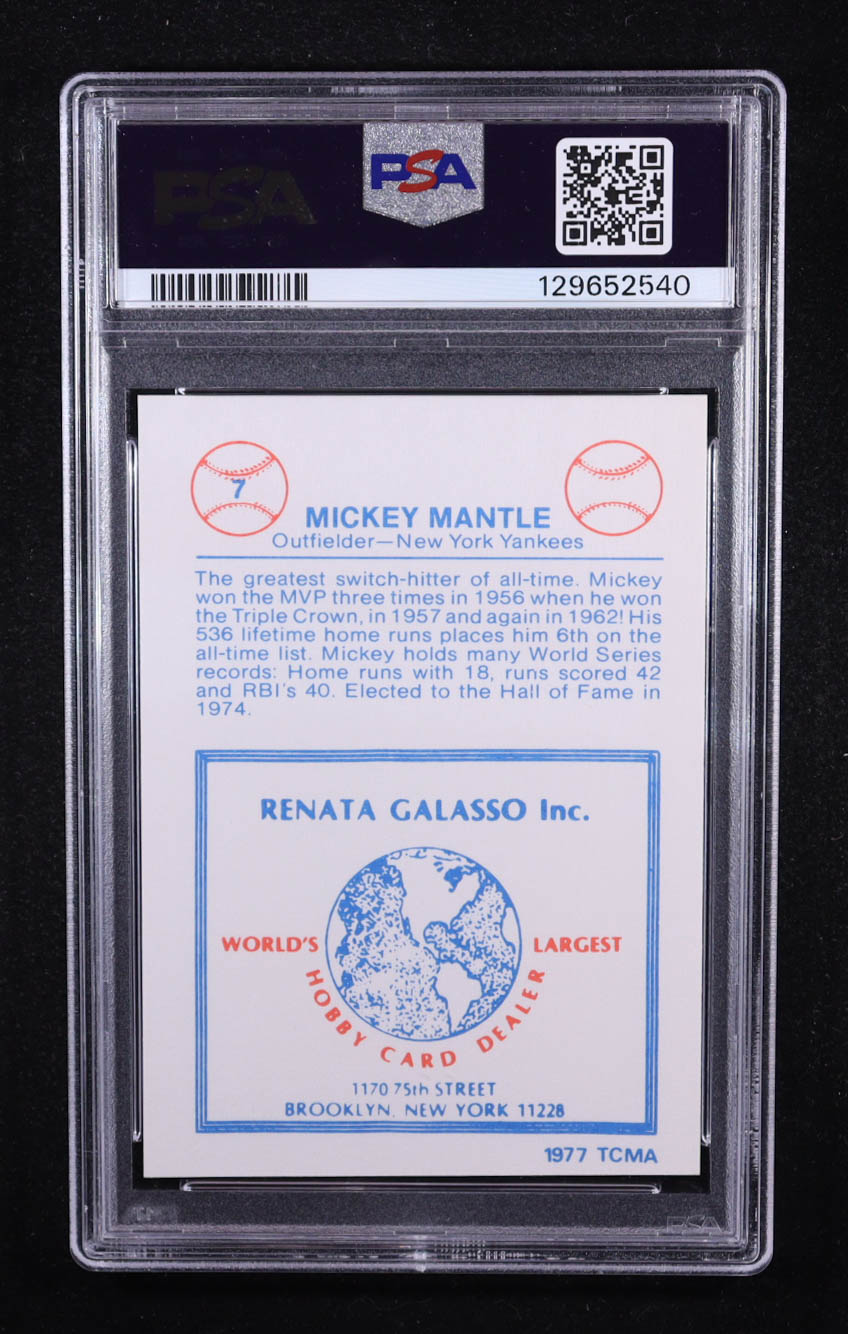 PSA
PSA
129652540
7
MICKEY MANTLE
Outfielder—New York Yankees
The greatest switch-hitter of all-time. Mickey
won the MVP three times in 1956 when he won
the Triple Crown, in 1957 and again in 1962! His
536 lifetime home runs places him 6th on the
all-time list. Mickey holds many World Series
records: Home runs with 18, runs scored 42
and RBI's 40. Elected to the Hall of Fame in
1974.
RENATA GALASSO Inc.
WORLD'S LARGEST
HOBBY CARD DEALER
1170 75th STREET
BROOKLYN, NEW YORK 11228
1977 TCMA
PSA